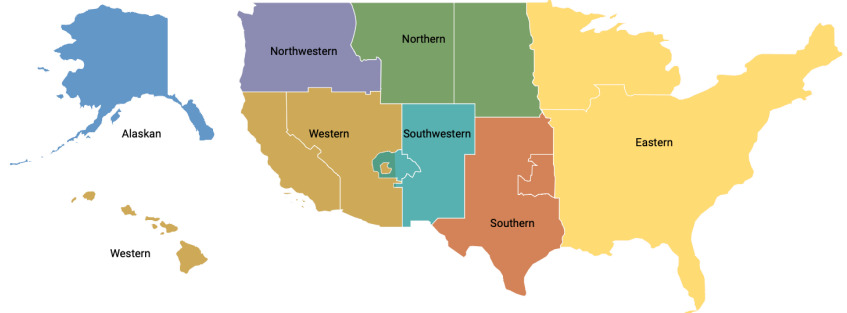 Northwestern
Northern
Alaskan
Western
Southwestern
Eastern
Southern
Western